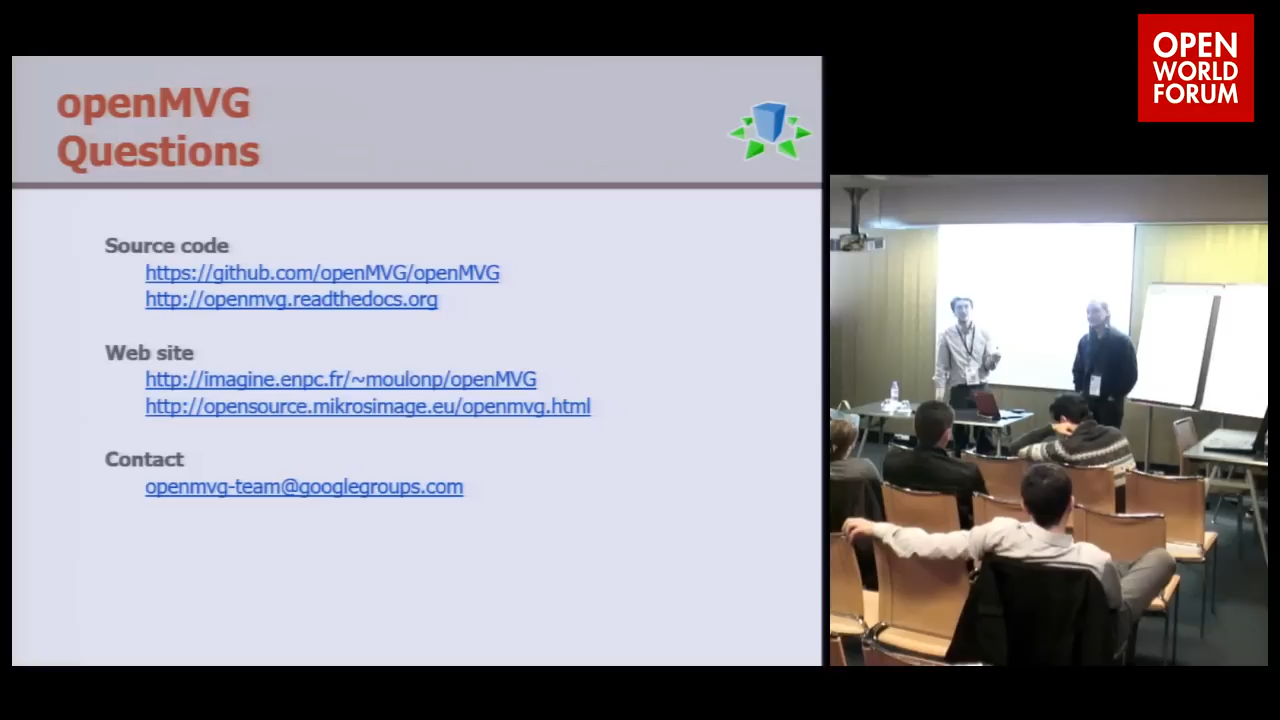 openMVG
Questions
Source code
https://github.com/openMVG/openMVG
http://openmvg.readthedocs.org
Web site
http://imagine.enpc.fr/~moulonp/openMVG
http://opensource.mikrosimage.eu/openmvg.html
Contact
openmvg-team@googlegroups.com
OPEN
WORLD
FORUM